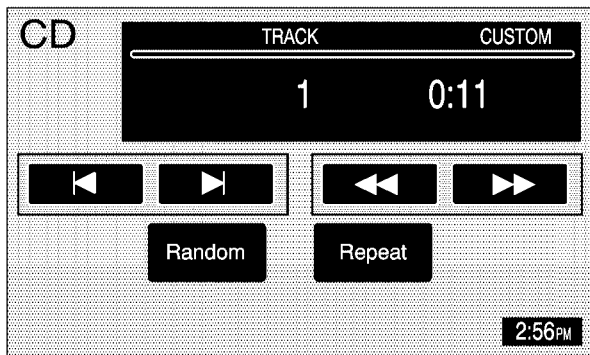 CD
TRACK CUSTOM
1 0:11
Random Repeat
2:56PM